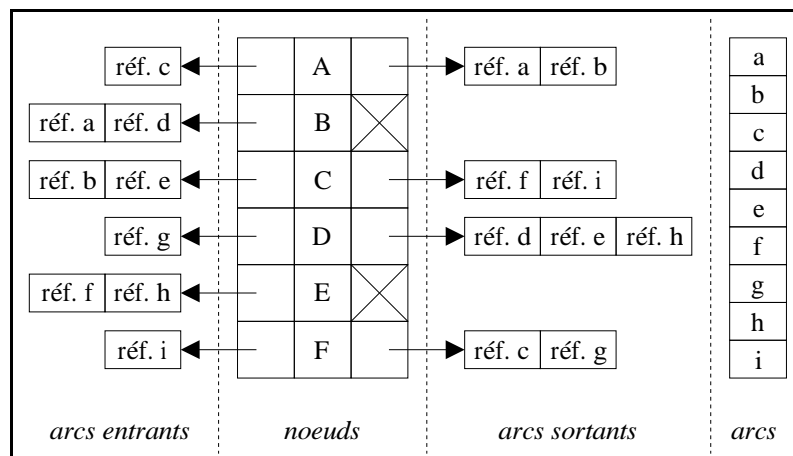 réf. c A réf. a réf. b a
b
réf. a réf. d B c
réf. b réf. e C réf. f réf. i d
e
réf. g D réf. d réf. e réf. h f
réf. f réf. h E g
h
réf. i F réf. c réf. g i
arcs entrants noeuds arcs sortants arcs